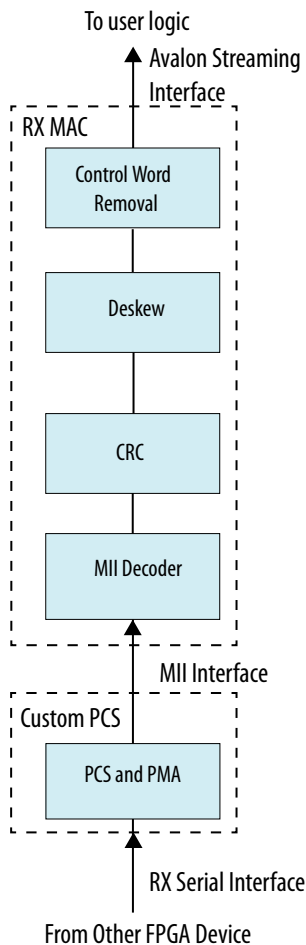 To user logic
Avalon Streaming
Interface
RX MAC
Control Word
Removal
Deskew
CRC
MII Decoder
MII Interface
Custom PCS
PCS and PMA
RX Serial Interface
From Other FPGA Device